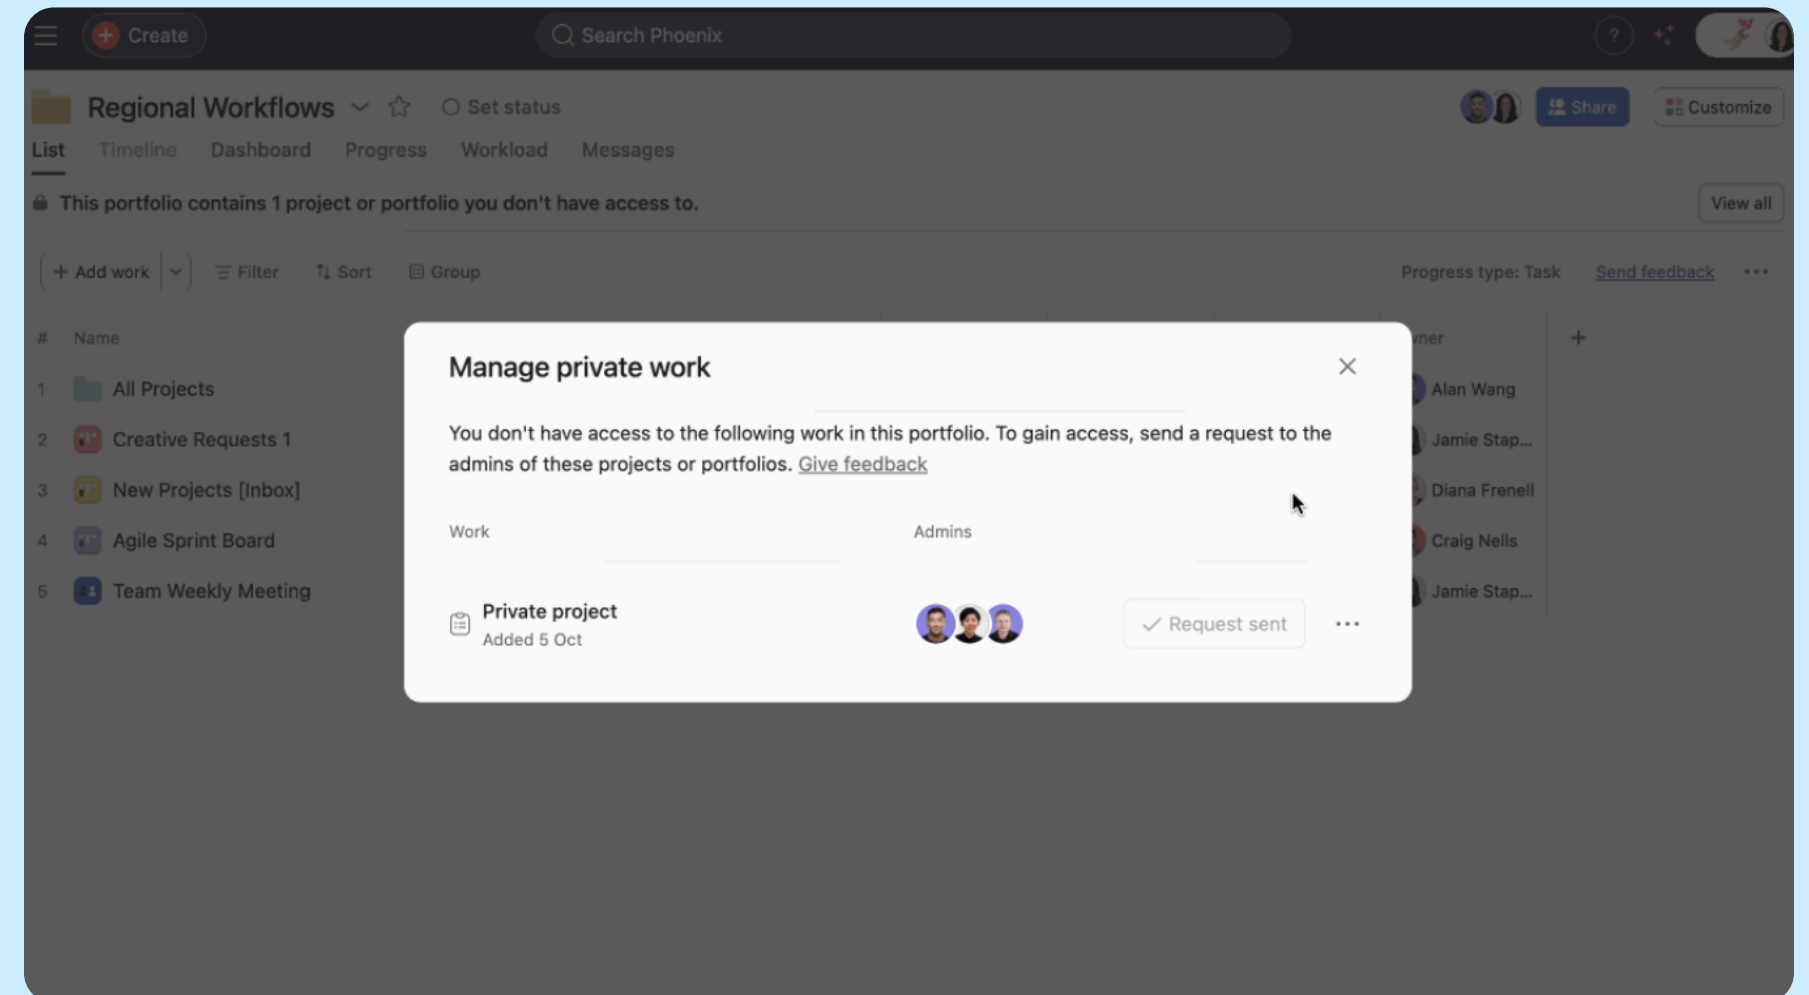 Create
Search Phoenix
?
Regional Workflows
Set status
Share
Customize
List Timeline Dashboard Progress Workload Messages
This portfolio contains 1 project or portfolio you don't have access to.
View all
+ Add work
Filter
Sort
Group
Progress type: Task
Send feedback
# Name
+
1 All Projects
Alan Wang
2 Creative Requests 1
Jamie Stap...
3 New Projects [Inbox]
Diana Frenell
4 Agile Sprint Board
Craig Nells
5 Team Weekly Meeting
Jamie Stap...
Manage private work
You don't have access to the following work in this portfolio. To gain access, send a request to the
admins of these projects or portfolios. Give feedback
Work
Admins
Private project
Added 5 Oct
Request sent